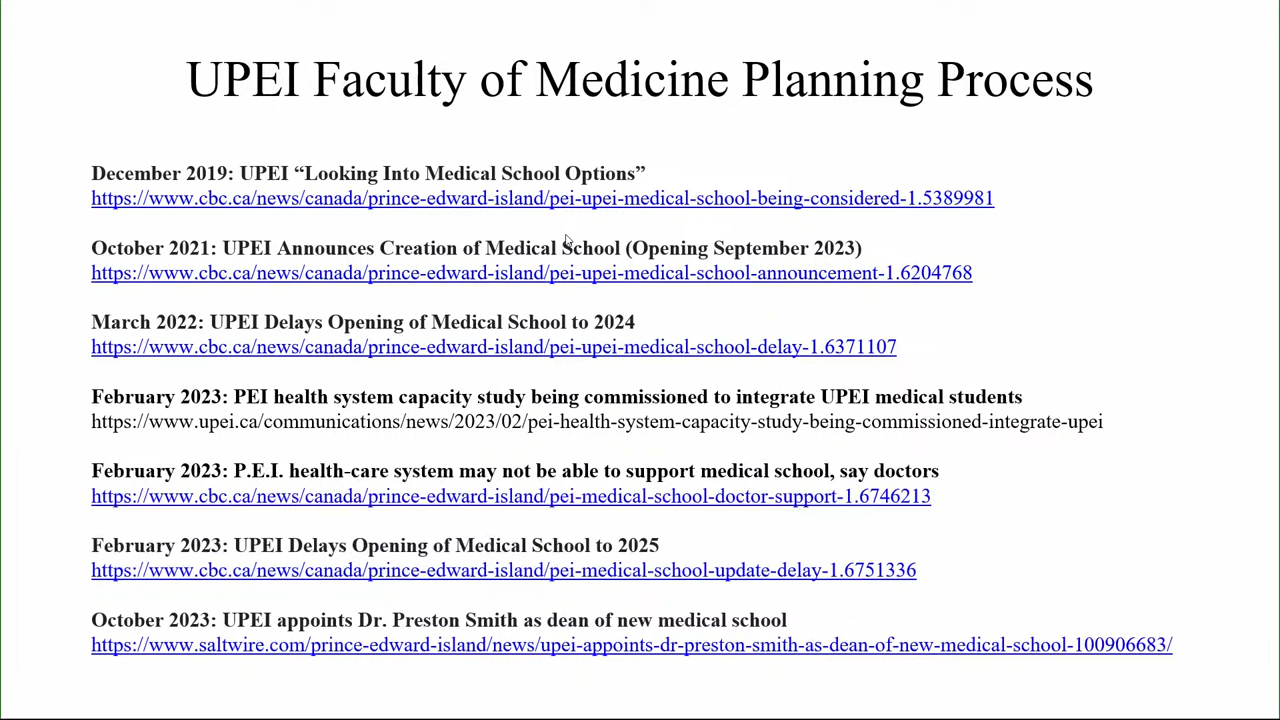 UPEI Faculty of Medicine Planning Process
December 2019: UPEI “Looking Into Medical School Options”
https://www.cbc.ca/news/canada/prince-edward-island/pei-upei-medical-school-being-considered-1.5389981
October 2021: UPEI Announces Creation of Medical School (Opening September 2023)
https://www.cbc.ca/news/canada/prince-edward-island/pei-upei-medical-school-announcement-1.6204768
March 2022: UPEI Delays Opening of Medical School to 2024
https://www.cbc.ca/news/canada/prince-edward-island/pei-upei-medical-school-delay-1.6371107
February 2023: PEI health system capacity study being commissioned to integrate UPEI medical students
https://www.upei.ca/communications/news/2023/02/pei-health-system-capacity-study-being-commissioned-integrate-upei
February 2023: P.E.I. health-care system may not be able to support medical school, say doctors
https://www.cbc.ca/news/canada/prince-edward-island/pei-medical-school-doctor-support-1.6746213
February 2023: UPEI Delays Opening of Medical School to 2025
https://www.cbc.ca/news/canada/prince-edward-island/pei-medical-school-update-delay-1.6751336
October 2023: UPEI appoints Dr. Preston Smith as dean of new medical school
https://www.saltwire.com/prince-edward-island/news/upei-appoints-dr-preston-smith-as-dean-of-new-medical-school-100906683/